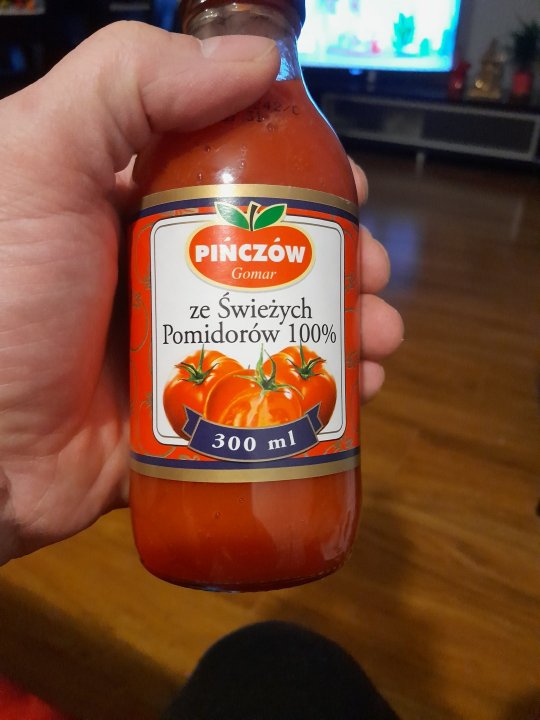 PIŃCZÓW
Gomar
ze Świeżych
Pomidorów 100%
300 ml